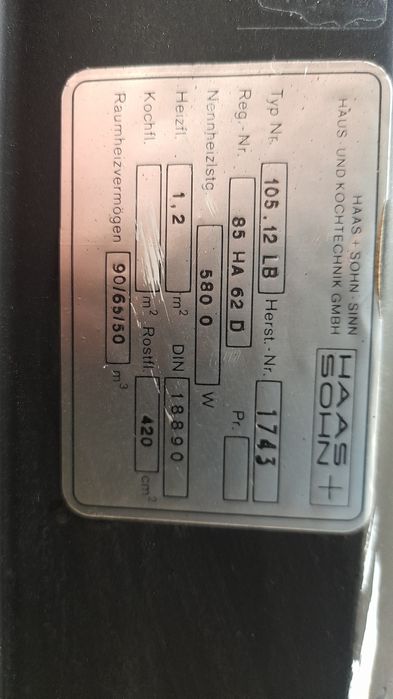 HAAS + SOHN · SINN
HAUS - UND KOCHTECHNIK GMBH
HAAS +
SOHN
Typ Nr. 105.12 LB Herst.-Nr. 1743
Reg.-Nr. 85 HA 62 D Pr.
Nennheizlstg. 5800 W
Heizfl. 1,2 m² DIN 18890
Kochfl. m² Rostfl. 420 cm²
Raumheizvermögen 90/65/50 m³